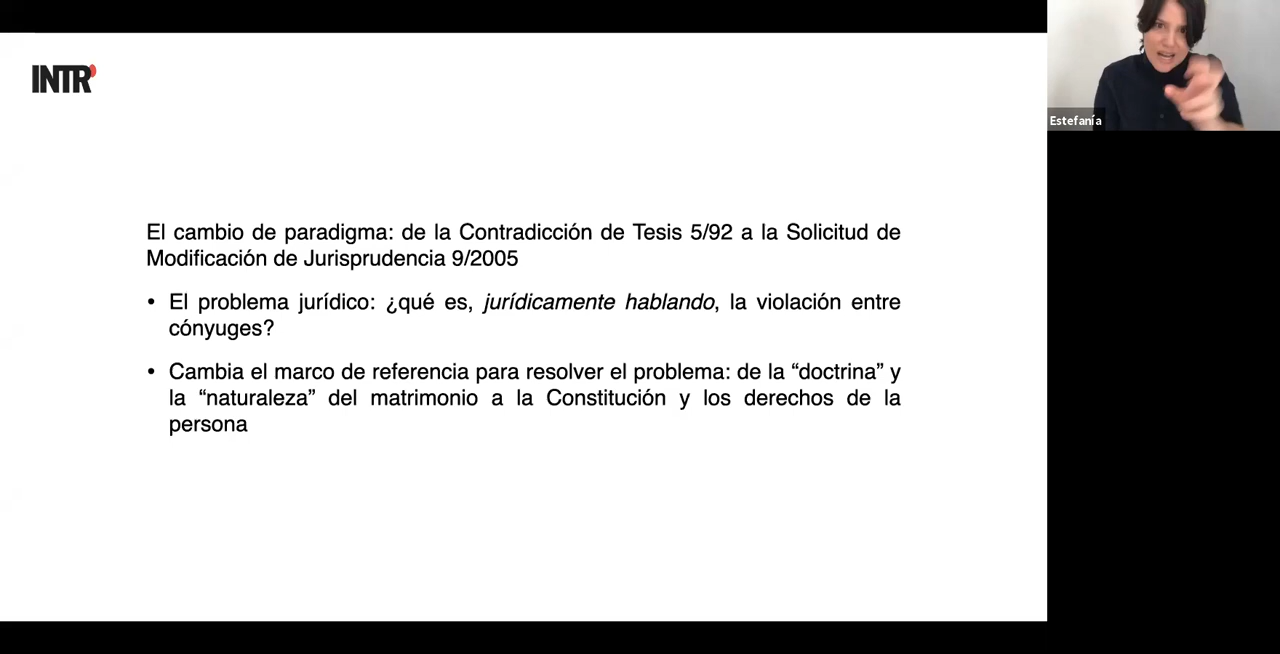 INTR'
El cambio de paradigma: de la Contradicción de Tesis 5/92 a la Solicitud de
Modificación de Jurisprudencia 9/2005
• El problema jurídico: ¿qué es, jurídicamente hablando, la violación entre
cónyuges?
• Cambia el marco de referencia para resolver el problema: de la “doctrina” y
la “naturaleza” del matrimonio a la Constitución y los derechos de la
persona
Estefanía